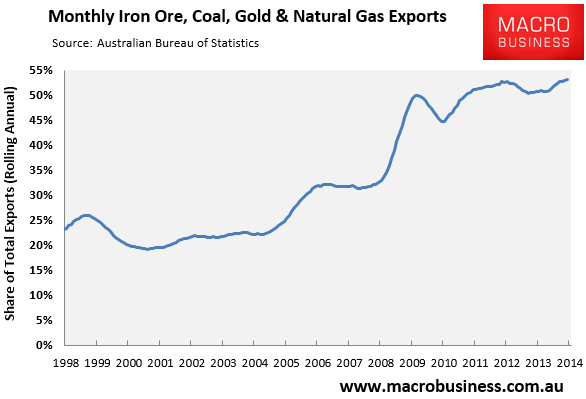 Monthly Iron Ore, Coal, Gold & Natural Gas Exports
Source: Australian Bureau of Statistics
MACRO
BUSINESS
Share of Total Exports (Rolling Annual)
55%
50%
45%
40%
35%
30%
25%
20%
15%
10%
5%
0%
1998 1999 2000 2001 2002 2003 2004 2005 2006 2007 2008 2009 2010 2011 2012 2013 2014
www.macrobusiness.com.au